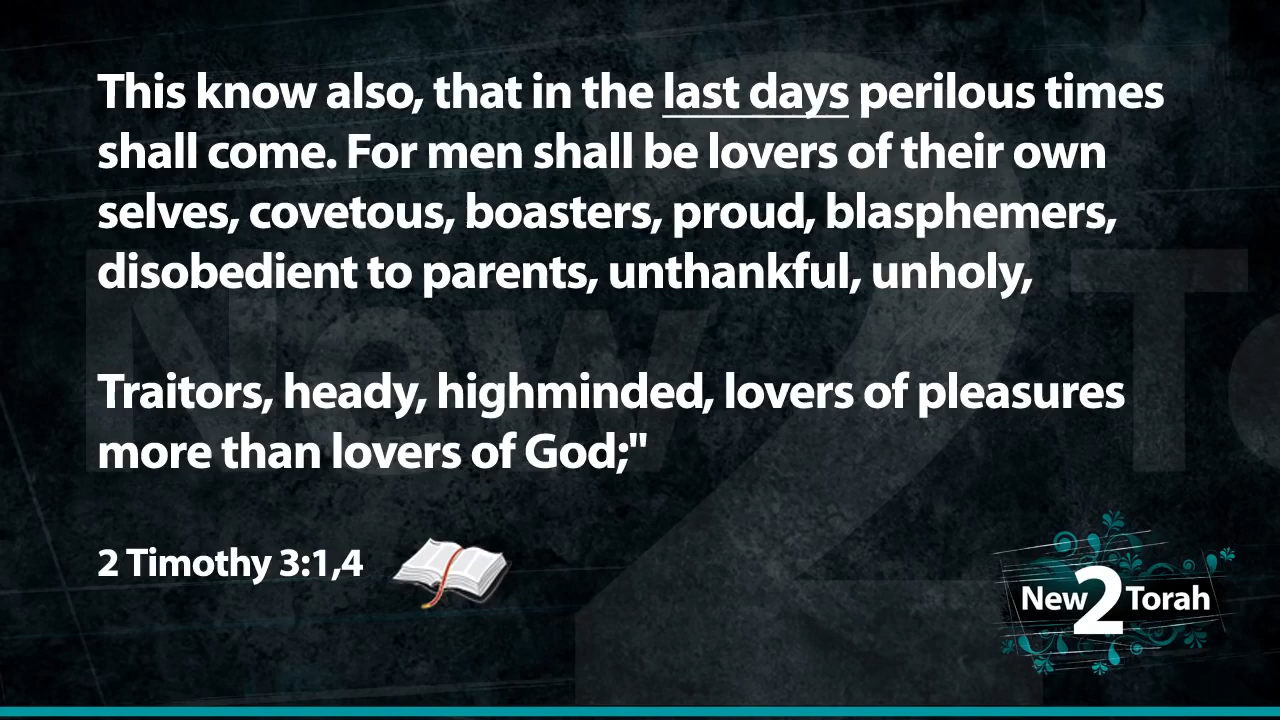 This know also, that in the last days perilous times
shall come. For men shall be lovers of their own
selves, covetous, boasters, proud, blasphemers,
disobedient to parents, unthankful, unholy,
Traitors, heady, highminded, lovers of pleasures
more than lovers of God;"
2 Timothy 3:1,4
New2Torah
New 2 To